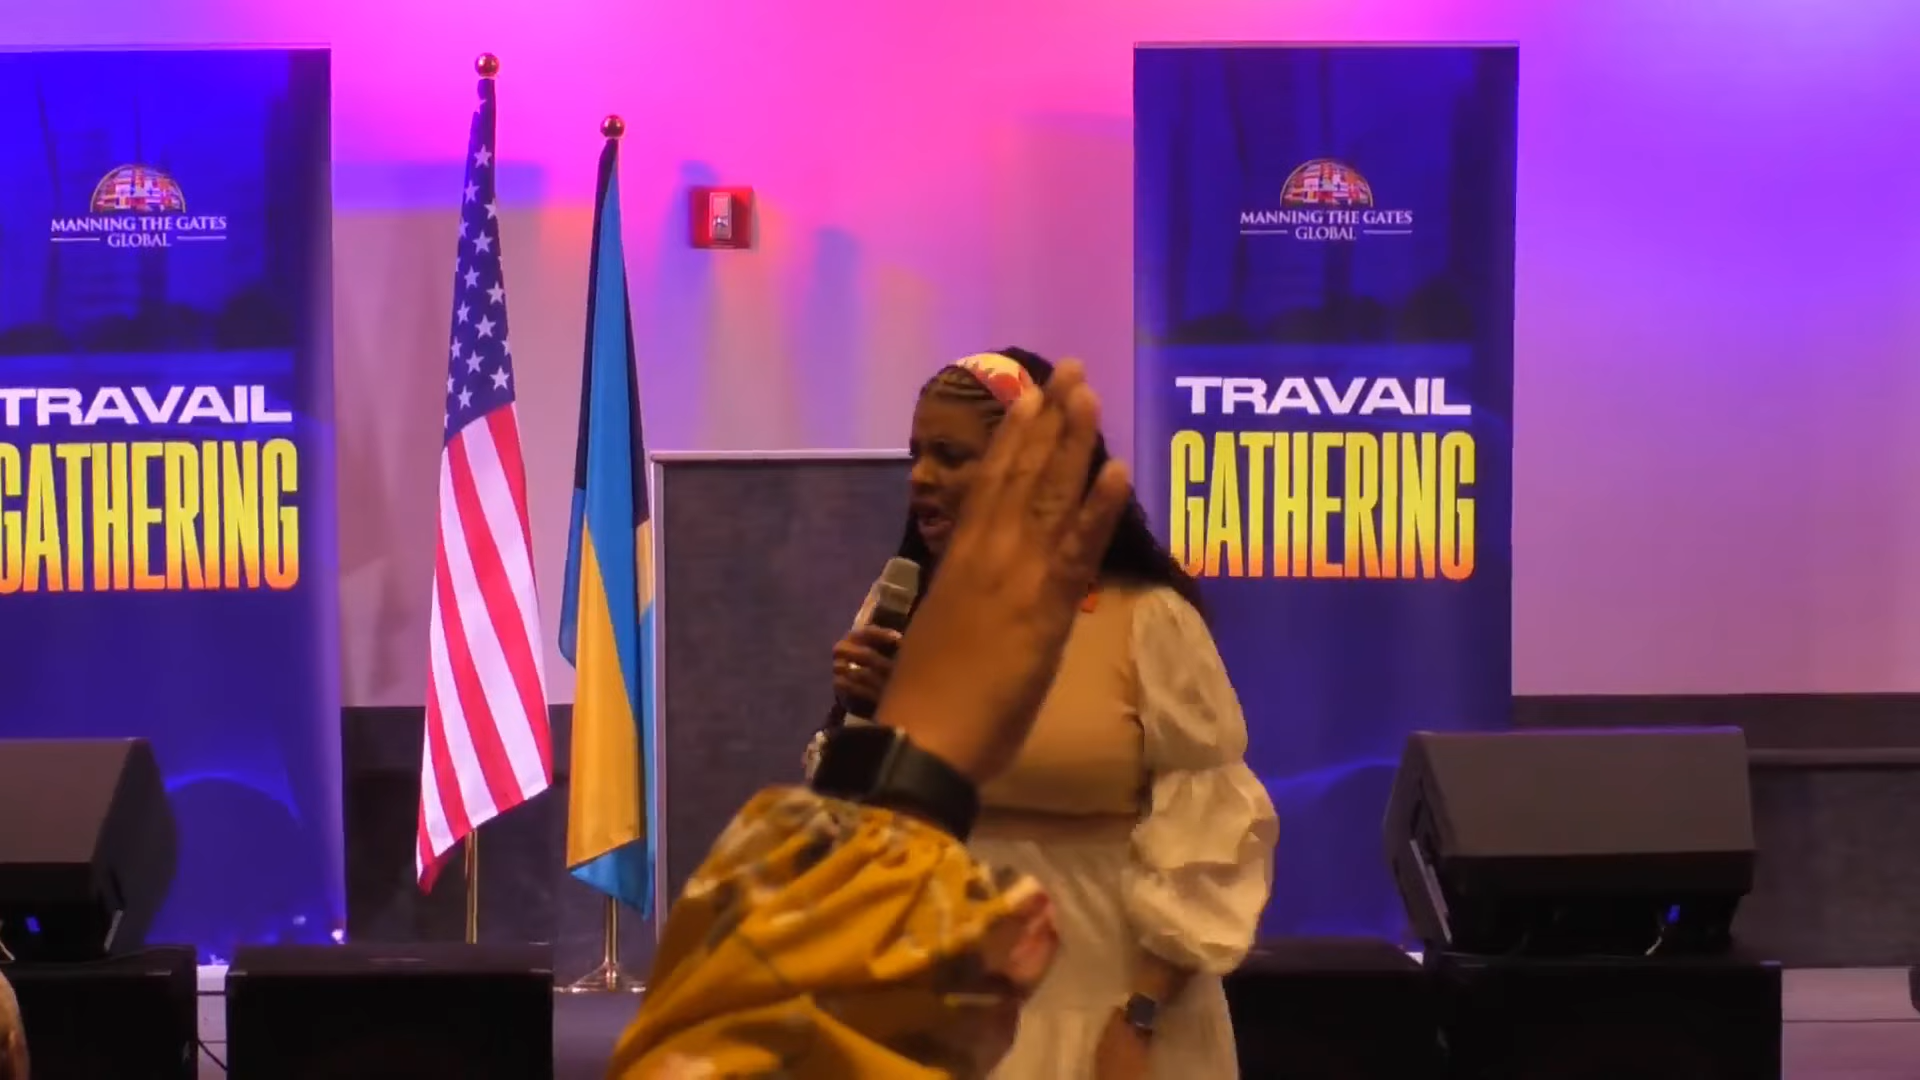 MANNING THE GATES
GLOBAL
TRAVAIL
GATHERING
MANNING THE GATES
GLOBAL
TRAVAIL
GATHERING